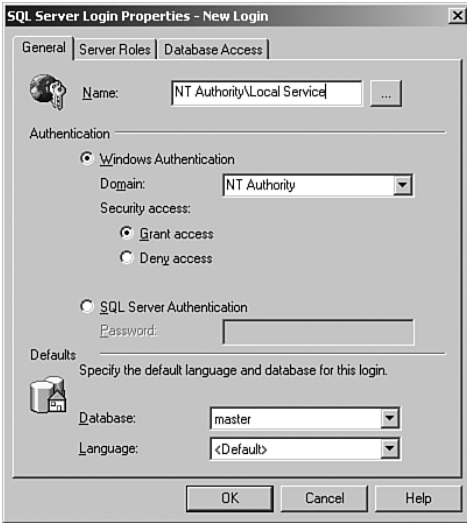 SQL Server Login Properties - New Login
General Server Roles Database Access
Name: NT Authority\Local Service ...
Authentication
Windows Authentication
Domain: NT Authority
Security access:
Grant access
Deny access
SQL Server Authentication
Password:
Defaults
Specify the default language and database for this login.
Database: master
Language: <Default>
OK Cancel Help